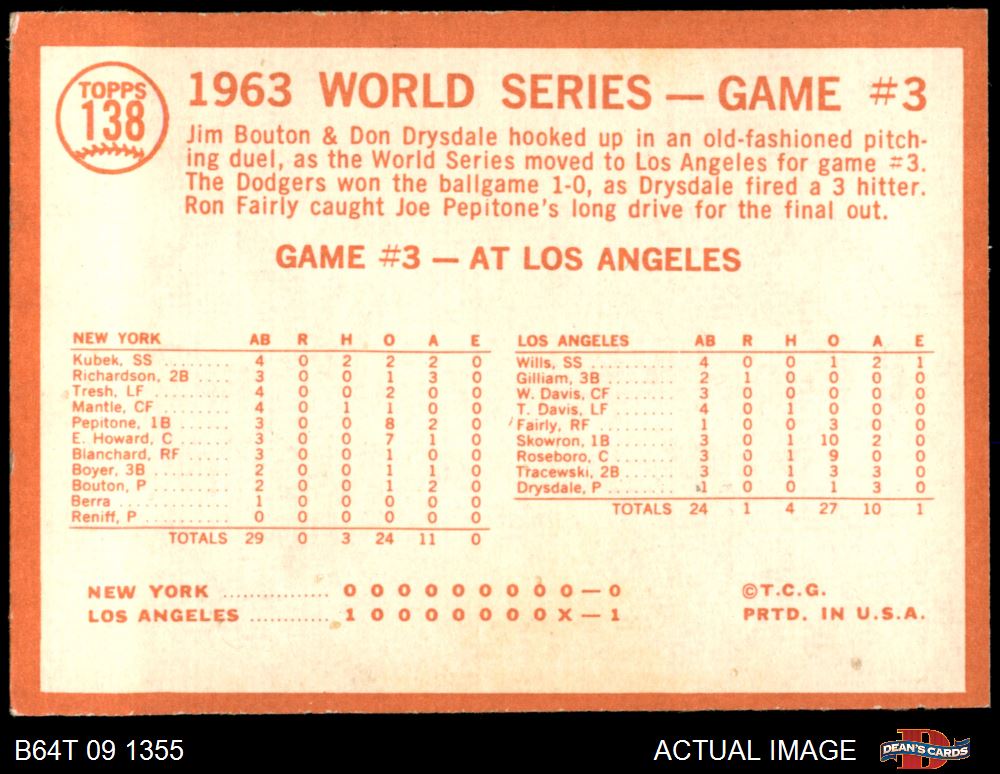 TOPPS
138
1963 WORLD SERIES — GAME #3
Jim Bouton & Don Drysdale hooked up in an old-fashioned pitch-
ing duel, as the World Series moved to Los Angeles for game #3.
The Dodgers won the ballgame 1-0, as Drysdale fired a 3 hitter.
Ron Fairly caught Joe Pepitone's long drive for the final out.
GAME #3 — AT LOS ANGELES
NEW YORK AB R H O A E
Kubek, SS ......... 4 0 2 2 2 0
Richardson, 2B .... 3 0 0 1 3 0
Tresh, LF ......... 4 0 0 2 0 0
Mantle, CF ........ 4 0 1 1 0 0
Pepitone, 1B ...... 3 0 0 8 2 0
E. Howard, C ...... 3 0 0 7 1 0
Blanchard, RF ..... 3 0 0 1 0 0
Boyer, 3B ......... 2 0 0 1 1 0
Bouton, P ......... 2 0 0 1 2 0
Berra ............. 1 0 0 0 0 0
Reniff, P ......... 0 0 0 0 0 0
TOTALS 29 0 3 24 11 0
LOS ANGELES AB R H O A E
Wills, SS .......... 4 0 0 1 2 1
Gilliam, 3B ........ 2 1 0 0 0 0
W. Davis, CF ....... 3 0 0 0 0 0
T. Davis, LF ....... 4 0 1 0 0 0
Fairly, RF ......... 1 0 0 3 0 0
Skowron, 1B ........ 3 0 1 10 2 0
Roseboro, C ........ 3 0 1 9 0 0
Tracewski, 2B ...... 3 0 1 3 3 0
Drysdale, P ........ 1 0 0 1 3 0
TOTALS 24 1 4 27 10 1
NEW YORK ................ 0 0 0 0 0 0 0 0 0 — 0
LOS ANGELES ............ 1 0 0 0 0 0 0 0 X — 1
©T.C.G.
PRTD. IN U.S.A.
B64T 09 1355
ACTUAL IMAGE
DEAN'S CARDS